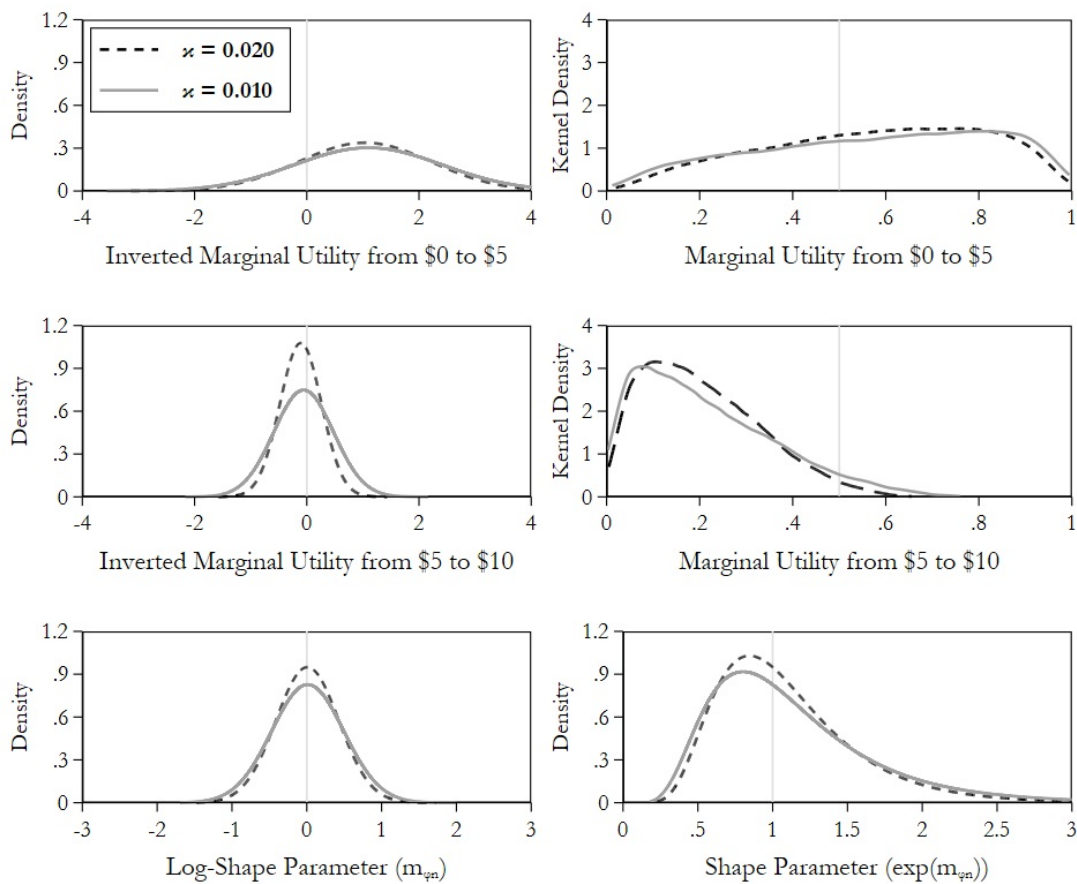 1.2
.9
.6
.3
0
Density
ϰ = 0.020
ϰ = 0.010
-4 -2 0 2 4
Inverted Marginal Utility from $0 to $5
4
3
2
1
0
Kernel Density
0 .2 .4 .6 .8 1
Marginal Utility from $0 to $5
1.2
.9
.6
.3
0
Density
-4 -2 0 2 4
Inverted Marginal Utility from $5 to $10
4
3
2
1
0
Kernel Density
0 .2 .4 .6 .8 1
Marginal Utility from $5 to $10
1.2
.9
.6
.3
0
Density
-3 -2 -1 0 1 2 3
Log-Shape Parameter (mφn)
1.2
.9
.6
.3
0
Density
0 .5 1 1.5 2 2.5 3
Shape Parameter (exp(mφn))